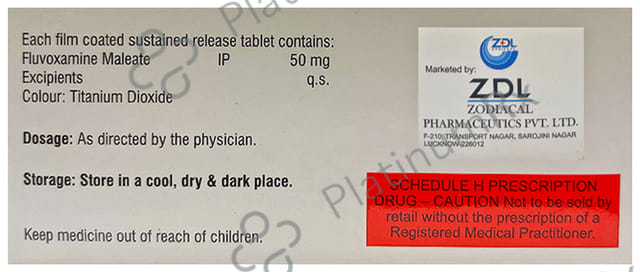 Each film coated sustained release tablet contains:
Fluvoxamine Maleate IP 50 mg
Excipients q.s.
Colour: Titanium Dioxide
Dosage: As directed by the physician.
Storage: Store in a cool, dry & dark place.
Keep medicine out of reach of children.
ZDL
Marketed by:
ZDL
ZODIACAL
PHARMACEUTICS PVT. LTD.
F-210, TRANSPORT NAGAR, SAROJINI NAGAR
LUCKNOW-226012
SCHEDULE H PRESCRIPTION
DRUG – CAUTION Not to be sold by
retail without the prescription of a
Registered Medical Practitioner.
PlatinumRx